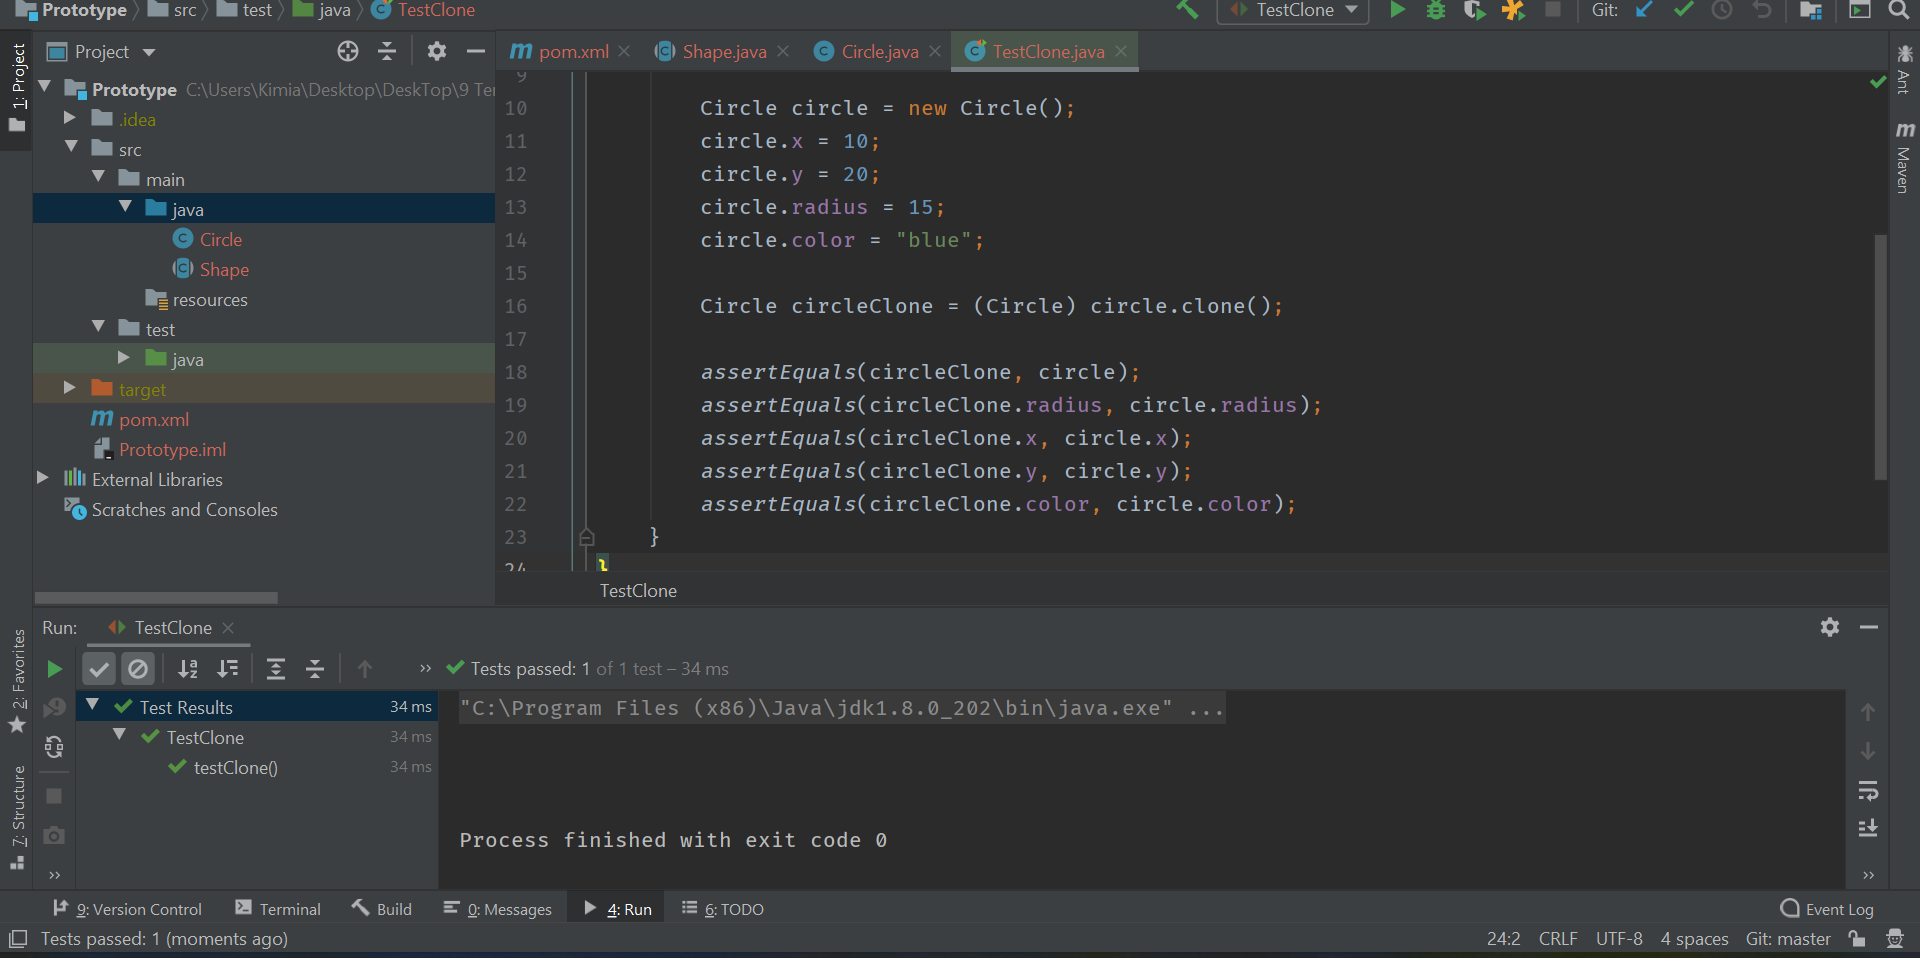 Prototype src test java TestClone
TestClone Git:
1: Project
Project
pom.xml Shape.java Circle.java TestClone.java
Prototype C:\Users\Kimia\Desktop\DeskTop\9 Ter
.idea
src
main
java
Circle
Shape
resources
test
java
target
pom.xml
Prototype.iml
External Libraries
Scratches and Consoles
9
10 Circle circle = new Circle();
11 circle.x = 10;
12 circle.y = 20;
13 circle.radius = 15;
14 circle.color = "blue";
15
16 Circle circleClone = (Circle) circle.clone();
17
18 assertEquals(circleClone, circle);
19 assertEquals(circleClone.radius, circle.radius);
20 assertEquals(circleClone.x, circle.x);
21 assertEquals(circleClone.y, circle.y);
22 assertEquals(circleClone.color, circle.color);
23 }
24 }
TestClone
Ant
Maven
2: Favorites
7: Structure
Run: TestClone
Tests passed: 1 of 1 test – 34 ms
Test Results 34 ms
TestClone 34 ms
testClone() 34 ms
"C:\Program Files (x86)\Java\jdk1.8.0_202\bin\java.exe" ...
Process finished with exit code 0
9: Version Control Terminal Build 0: Messages 4: Run 6: TODO Event Log
Tests passed: 1 (moments ago) 24:2 CRLF UTF-8 4 spaces Git: master